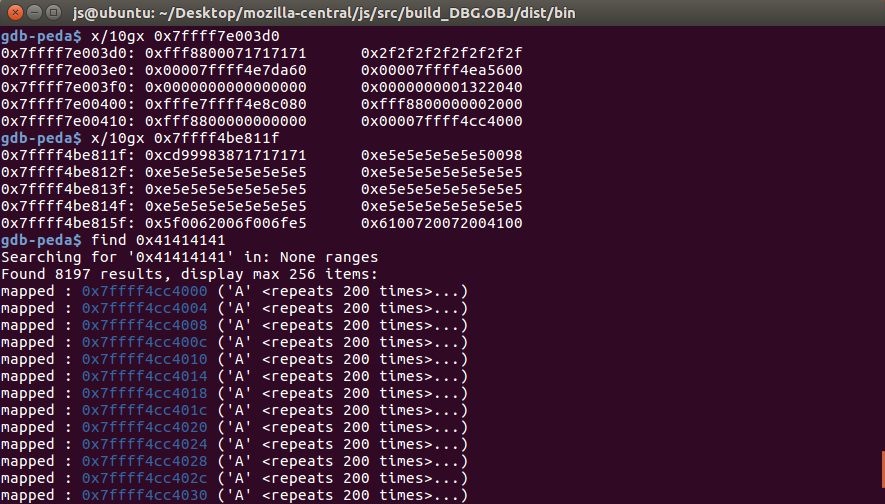 js@ubuntu: ~/Desktop/mozilla-central/js/src/build_DBG.OBJ/dist/bin
gdb-peda$ x/10gx 0x7ffff7e003d0
0x7ffff7e003d0: 0xfff8800071717171 0x2f2f2f2f2f2f2f2f
0x7ffff7e003e0: 0x00007ffff4e7da60 0x00007ffff4ea5600
0x7ffff7e003f0: 0x0000000000000000 0x0000000001322040
0x7ffff7e00400: 0xfffe7ffff4e8c080 0xfff8800000002000
0x7ffff7e00410: 0xfff8800000000000 0x00007ffff4cc4000
gdb-peda$ x/10gx 0x7ffff4be811f
0x7ffff4be811f: 0xcd99983871717171 0xe5e5e5e5e5e50098
0x7ffff4be812f: 0xe5e5e5e5e5e5e5e5 0xe5e5e5e5e5e5e5e5
0x7ffff4be813f: 0xe5e5e5e5e5e5e5e5 0xe5e5e5e5e5e5e5e5
0x7ffff4be814f: 0xe5e5e5e5e5e5e5e5 0xe5e5e5e5e5e5e5e5
0x7ffff4be815f: 0x5f0062006f006fe5 0x6100720072004100
gdb-peda$ find 0x41414141
Searching for '0x41414141' in: None ranges
Found 8197 results, display max 256 items:
mapped : 0x7ffff4cc4000 ('A' <repeats 200 times>...)
mapped : 0x7ffff4cc4004 ('A' <repeats 200 times>...)
mapped : 0x7ffff4cc4008 ('A' <repeats 200 times>...)
mapped : 0x7ffff4cc400c ('A' <repeats 200 times>...)
mapped : 0x7ffff4cc4010 ('A' <repeats 200 times>...)
mapped : 0x7ffff4cc4014 ('A' <repeats 200 times>...)
mapped : 0x7ffff4cc4018 ('A' <repeats 200 times>...)
mapped : 0x7ffff4cc401c ('A' <repeats 200 times>...)
mapped : 0x7ffff4cc4020 ('A' <repeats 200 times>...)
mapped : 0x7ffff4cc4024 ('A' <repeats 200 times>...)
mapped : 0x7ffff4cc4028 ('A' <repeats 200 times>...)
mapped : 0x7ffff4cc402c ('A' <repeats 200 times>...)
mapped : 0x7ffff4cc4030 ('A' <repeats 200 times>...)